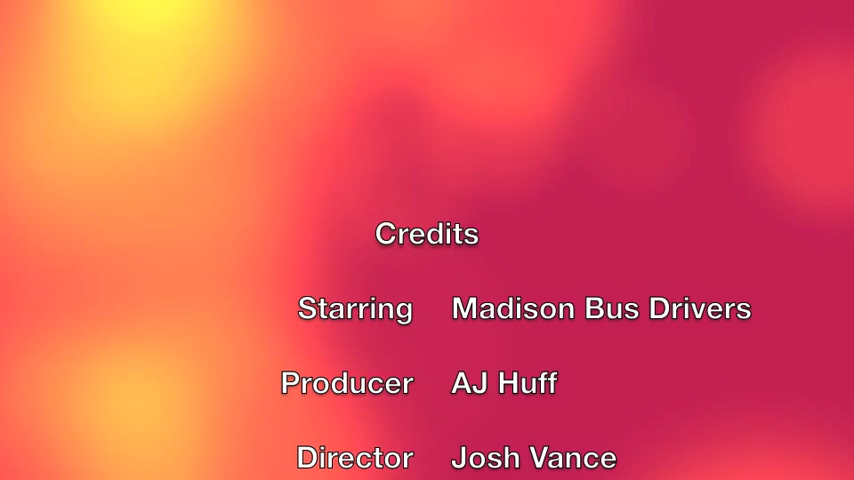 Credits
Starring Madison Bus Drivers
Producer AJ Huff
Director Josh Vance